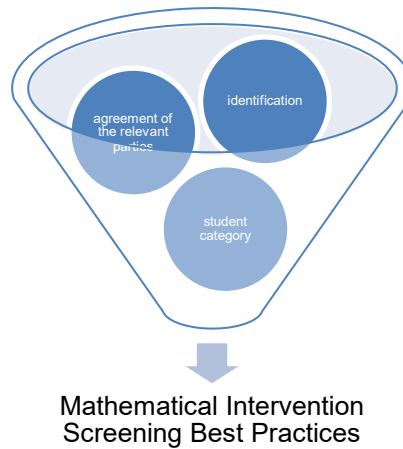 identification
agreement of
the relevant
parties
student
category
Mathematical Intervention
Screening Best Practices